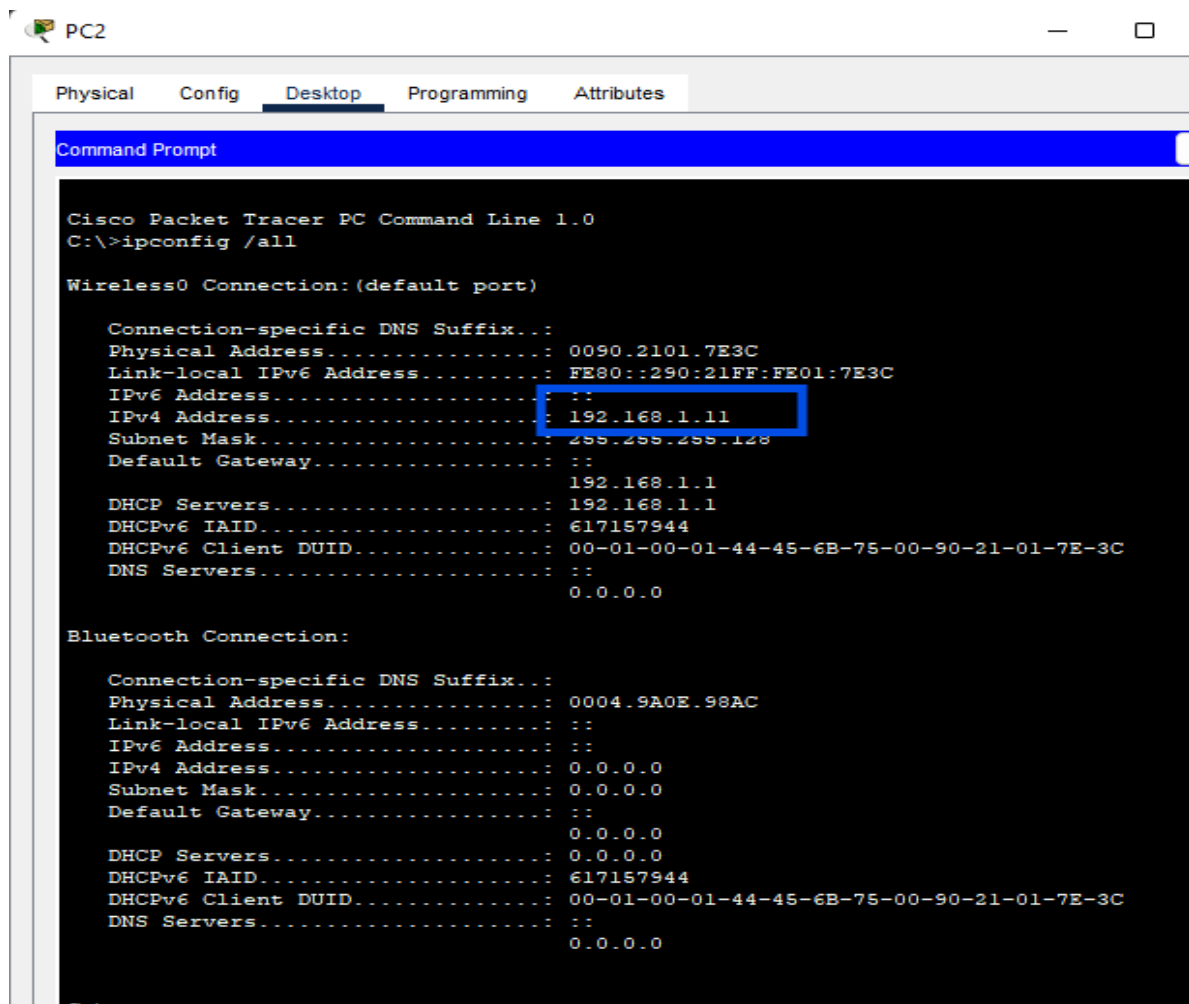 PC2
Physical Config Desktop Programming Attributes
Command Prompt
Cisco Packet Tracer PC Command Line 1.0
C:\>ipconfig /all
Wireless0 Connection:(default port)
Connection-specific DNS Suffix..:
Physical Address................: 0090.2101.7E3C
Link-local IPv6 Address.........: FE80::290:21FF:FE01:7E3C
IPv6 Address....................: ::
IPv4 Address....................: 192.168.1.11
Subnet Mask.....................: 255.255.255.128
Default Gateway.................: ::
192.168.1.1
DHCP Servers....................: 192.168.1.1
DHCPv6 IAID.....................: 617157944
DHCPv6 Client DUID..............: 00-01-00-01-44-45-6B-75-00-90-21-01-7E-3C
DNS Servers.....................: ::
0.0.0.0
Bluetooth Connection:
Connection-specific DNS Suffix..:
Physical Address................: 0004.9A0E.98AC
Link-local IPv6 Address.........: ::
IPv6 Address....................: ::
IPv4 Address....................: 0.0.0.0
Subnet Mask.....................: 0.0.0.0
Default Gateway.................: ::
0.0.0.0
DHCP Servers....................: 0.0.0.0
DHCPv6 IAID.....................: 617157944
DHCPv6 Client DUID..............: 00-01-00-01-44-45-6B-75-00-90-21-01-7E-3C
DNS Servers.....................: ::
0.0.0.0